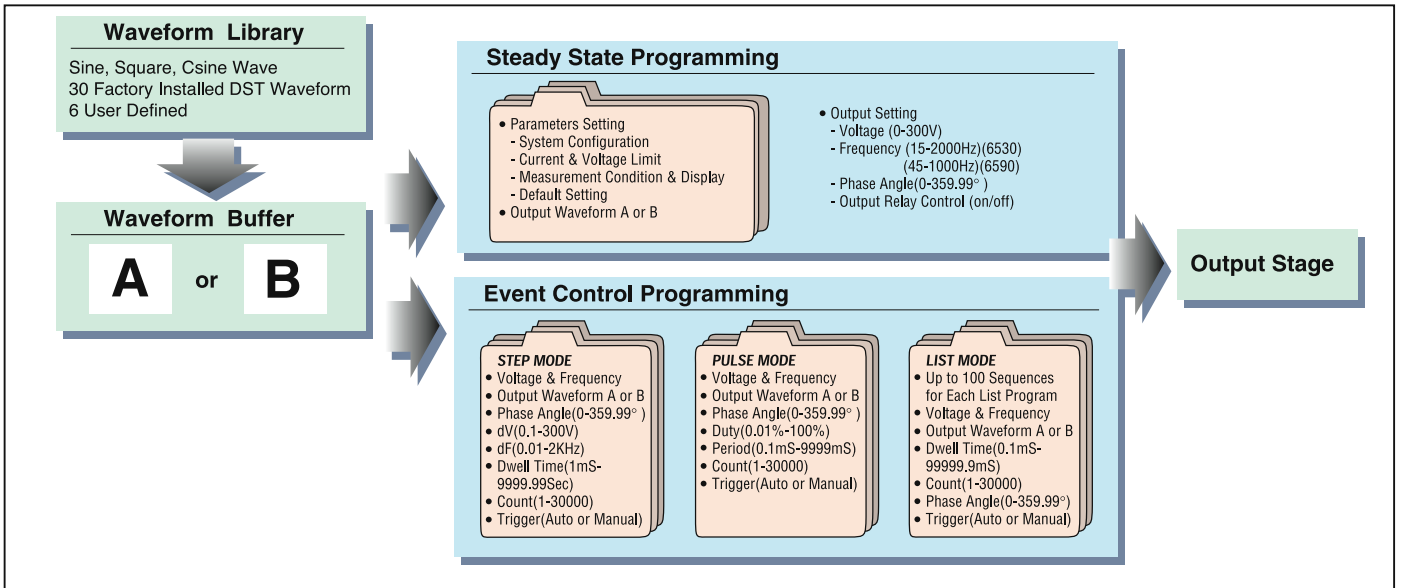 Waveform Library
Sine, Square, Csine Wave
30 Factory Installed DST Waveform
6 User Defined
Waveform Buffer
A or B
Steady State Programming
• Parameters Setting
- System Configuration
- Current & Voltage Limit
- Measurement Condition & Display
- Default Setting
• Output Waveform A or B
• Output Setting
- Voltage (0-300V)
- Frequency (15-2000Hz)(6530)
(45-1000Hz)(6590)
- Phase Angle(0-359.99° )
- Output Relay Control (on/off)
Event Control Programming
STEP MODE
• Voltage & Frequency
• Output Waveform A or B
• Phase Angle(0-359.99° )
• dV(0.1-300V)
• dF(0.01-2KHz)
• Dwell Time(1mS-
9999.99Sec)
• Count(1-30000)
• Trigger(Auto or Manual)
PULSE MODE
• Voltage & Frequency
• Output Waveform A or B
• Phase Angle(0-359.99° )
• Duty(0.01%-100%)
• Period(0.1mS-9999mS)
• Count(1-30000)
• Trigger(Auto or Manual)
LIST MODE
• Up to 100 Sequences
for Each List Program
• Voltage & Frequency
• Output Waveform A or B
• Dwell Time(0.1mS-
99999.9mS)
• Count(1-30000)
• Phase Angle(0-359.99°)
• Trigger(Auto or Manual)
Output Stage